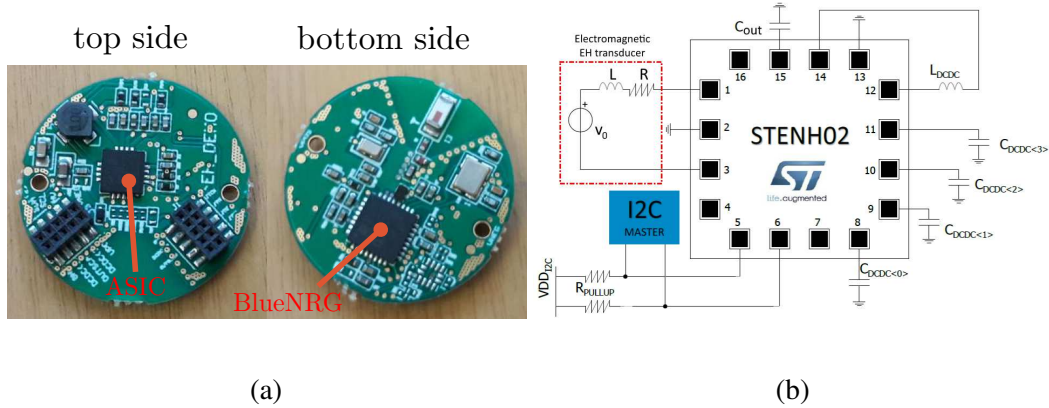 top side
bottom side
EH_DEMO
ASIC
BlueNRG
(a)
Electromagnetic
EH transducer
L
R
+
V0
Cout
16
15
14
13
1
2
3
4
5
6
7
8
9
10
11
12
STENH02
ST
life.augmented
LDCDC
CDCDC<3>
CDCDC<2>
CDCDC<1>
CDCDC<0>
I2C
MASTER
VDDI2C
RPULLUP
(b)